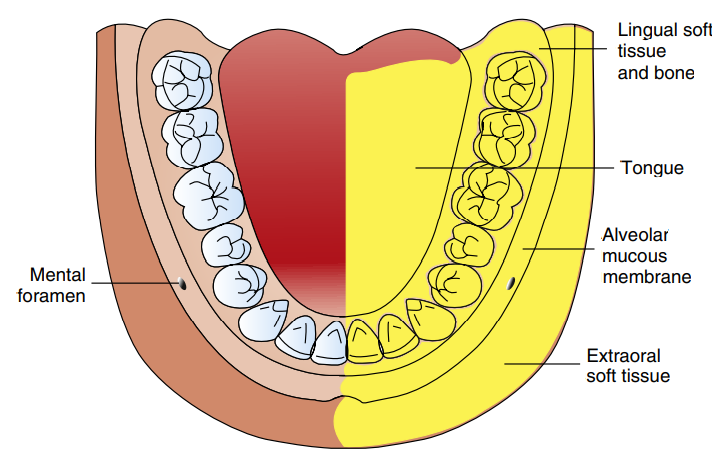 Lingual soft
tissue
and bone
Tongue
Alveolar
mucous
membrane
Mental
foramen
Extraoral
soft tissue